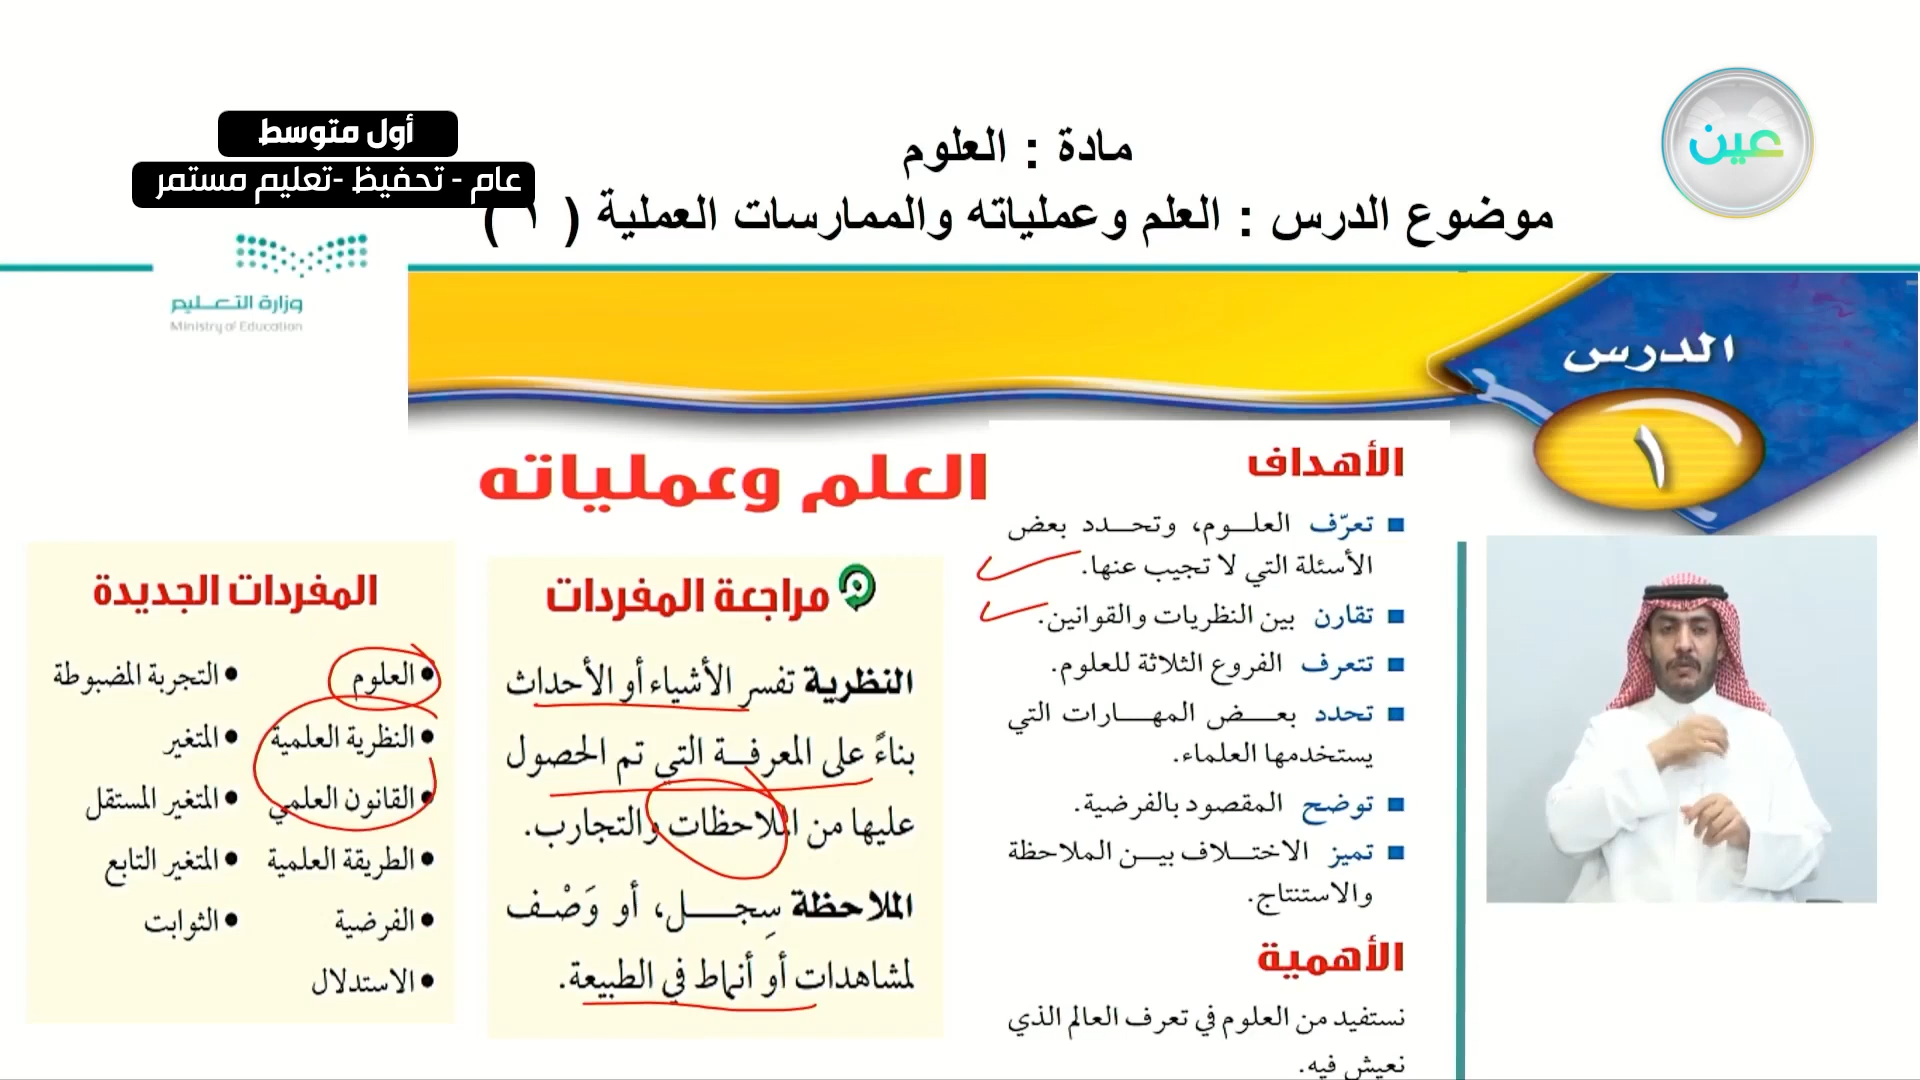 عين
أول متوسط
عام - تحفيظ -تعليم مستمر
مادة : العلوم
موضوع الدرس : العلم وعملياته والممارسات العملية ( ١ )
وزارة التعليم
Ministry of Education
الدرس
١
العلم وعملياته
الأهداف
تعرّف العلوم، وتحدد بعض
الأسئلة التي لا تجيب عنها.
تقارن بين النظريات والقوانين.
تتعرف الفروع الثلاثة للعلوم.
تحدد بعض المهارات التي
يستخدمها العلماء.
توضح المقصود بالفرضية.
تميز الاختلاف بين الملاحظة
والاستنتاج.
الأهمية
نستفيد من العلوم في تعرف العالم الذي
نعيش فيه.
مراجعة المفردات
النظرية تفسر الأشياء أو الأحداث
بناءً على المعرفة التي تم الحصول
عليها من الملاحظات والتجارب.
الملاحظة سِجل، أو وَصْف
لمشاهدات أو أنماط في الطبيعة.
المفردات الجديدة
• العلوم
• النظرية العلمية
• القانون العلمي
• الطريقة العلمية
• الفرضية
• الاستدلال
• التجربة المضبوطة
• المتغير
• المتغير المستقل
• المتغير التابع
• الثوابت